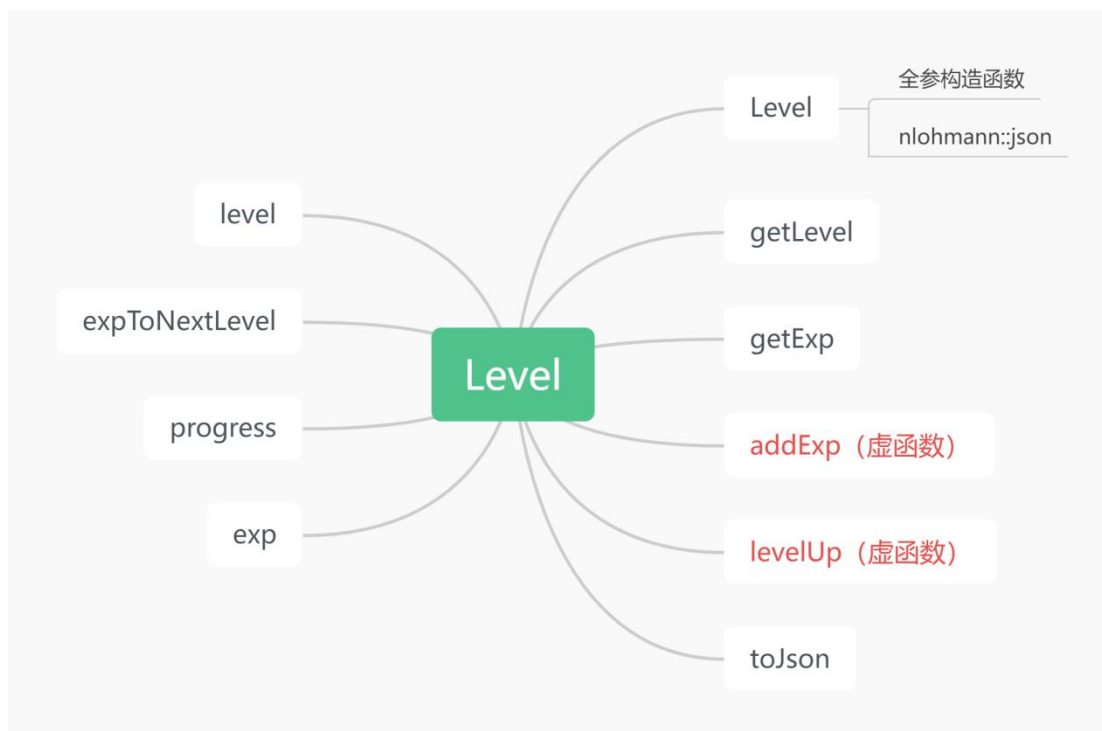 Level
level
expToNextLevel
progress
exp
Level
全参构造函数
nlohmann::json
getLevel
getExp
addExp（虚函数）
levelUp（虚函数）
toJson